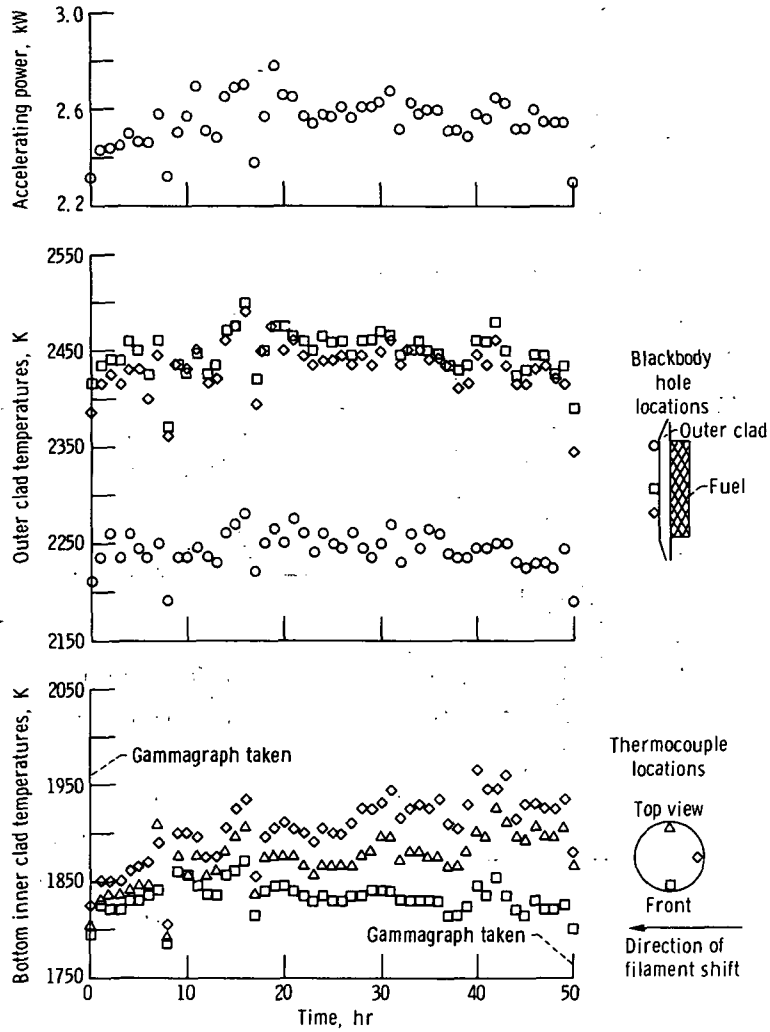 Accelerating power, kW
3.0
2.6
2.2
Outer clad temperatures, K
2550
2450
2350
2250
2150
Blackbody
hole
locations
Outer clad
Fuel
Bottom inner clad temperatures, K
2050
1950
1850
1750
Gammagraph taken
Gammagraph taken
0
10
20
30
40
50
Time, hr
Thermocouple
locations
Top view
Front
Direction of
filament shift